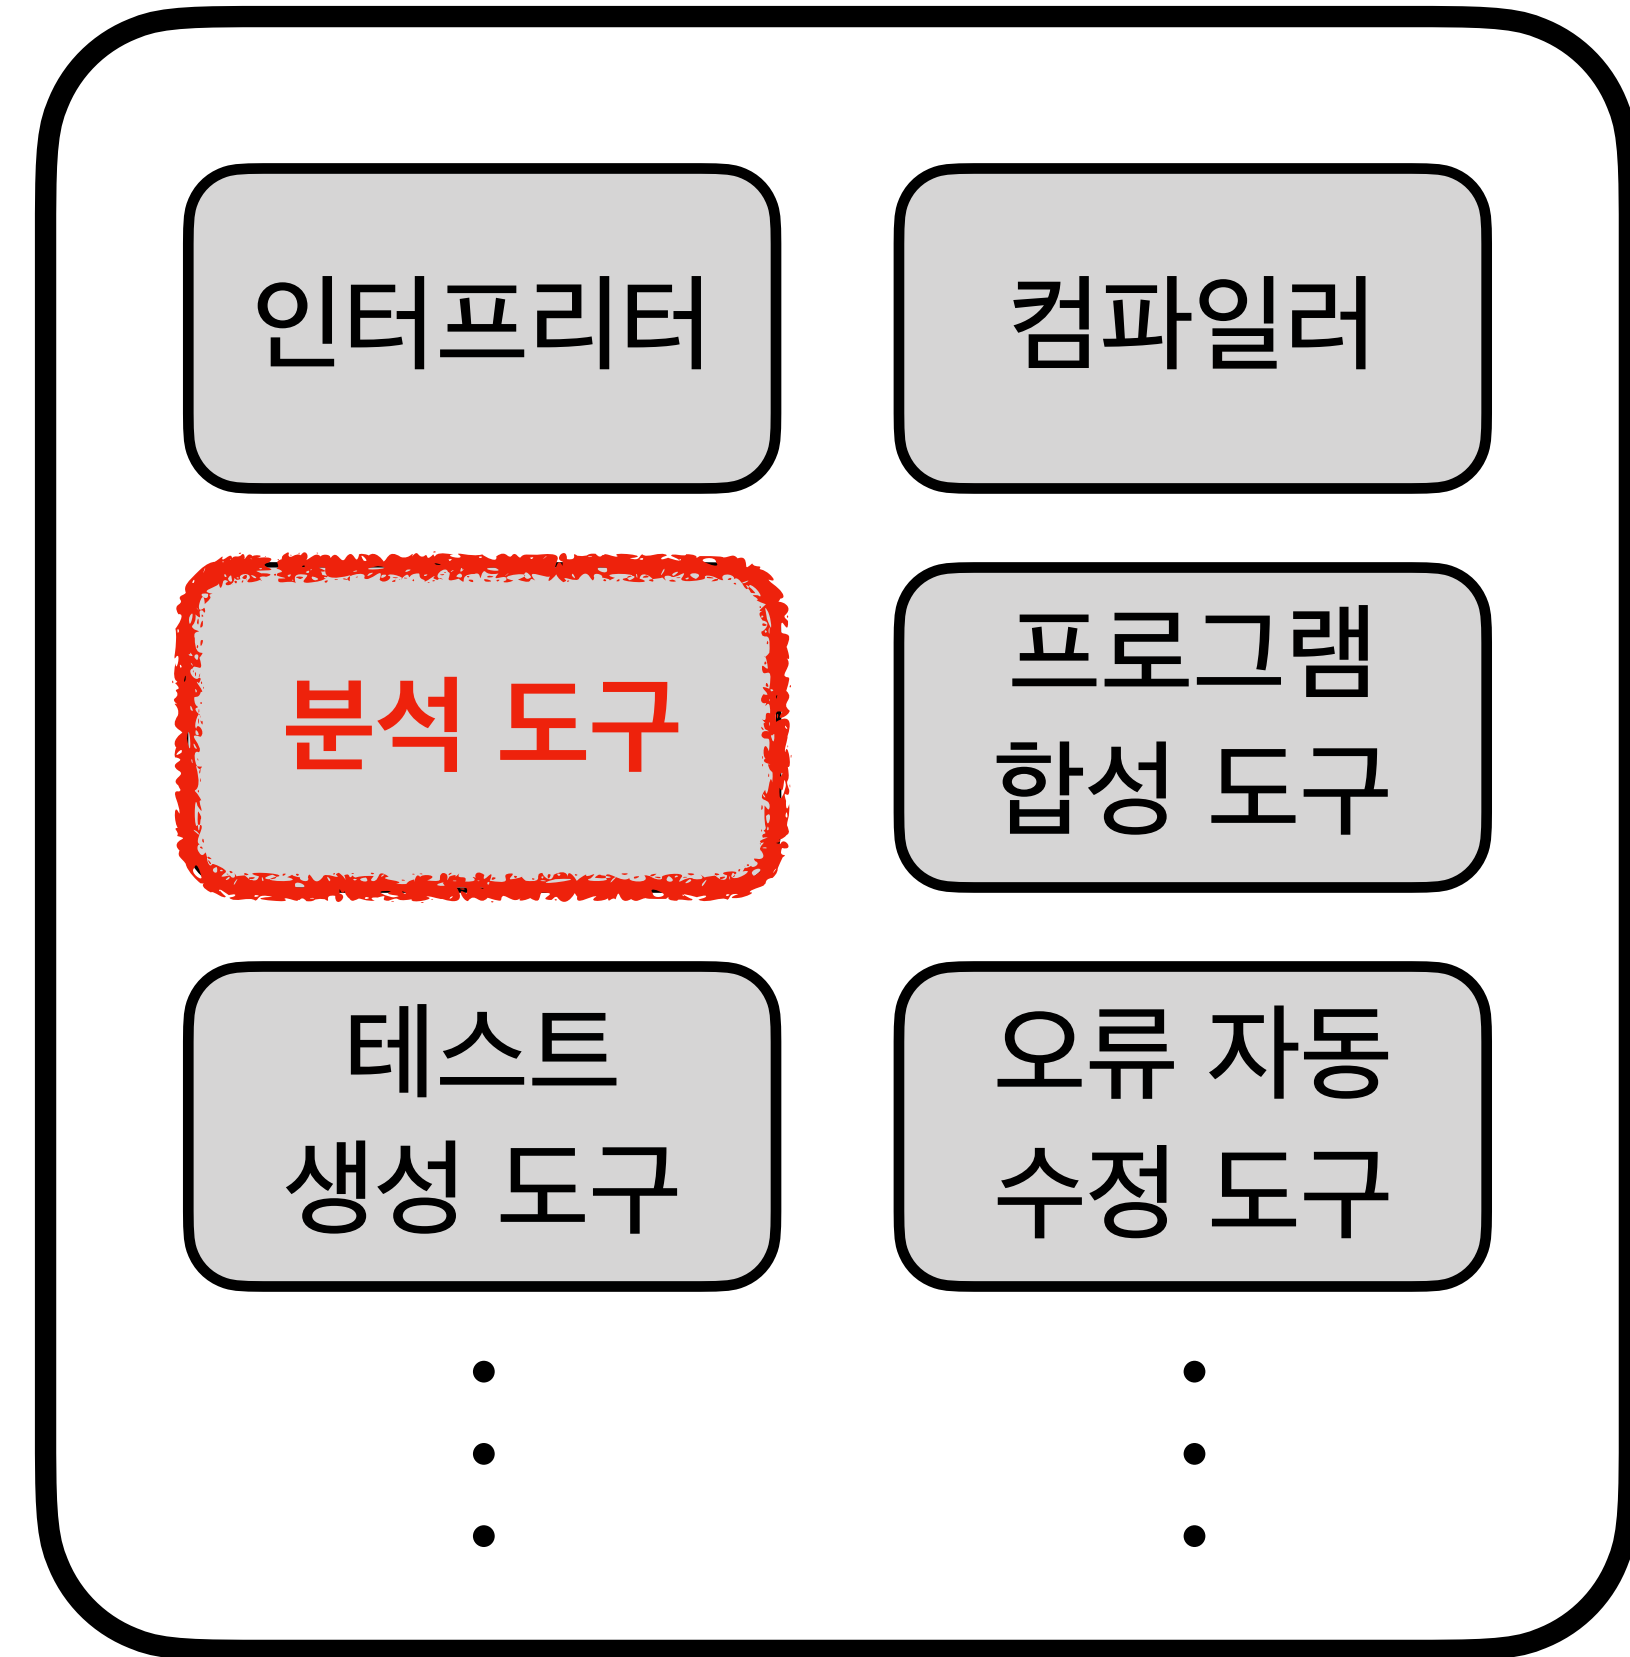 인터프리터
컴파일러
분석 도구
프로그램
합성 도구
테스트
생성 도구
오류 자동
수정 도구